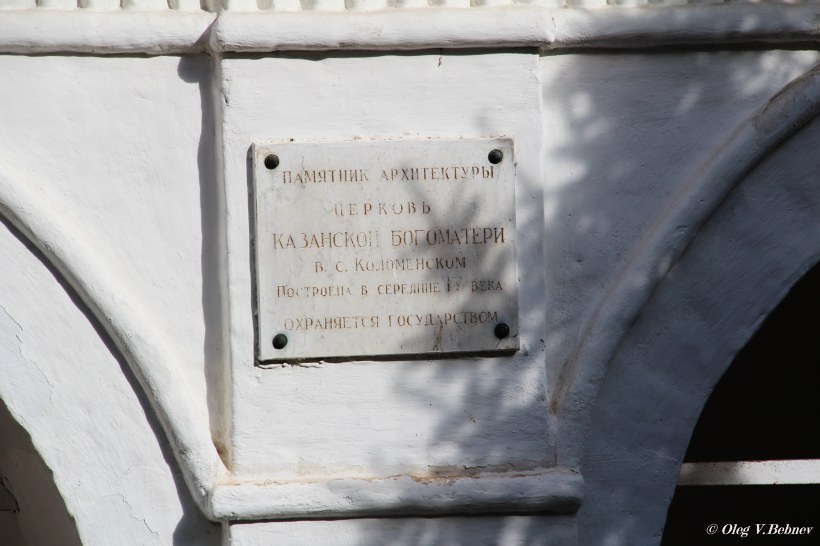 ПАМЯТНИК АРХИТЕКТУРЫ
ЦЕРКОВЬ
КАЗАНСКОЙ БОГОМАТЕРИ
В С. КОЛОМЕНСКОМ
ПОСТРОЕНА В СЕРЕДИНЕ 17 ВЕКА
ОХРАНЯЕТСЯ ГОСУДАРСТВОМ
© Oleg V.Bebnev